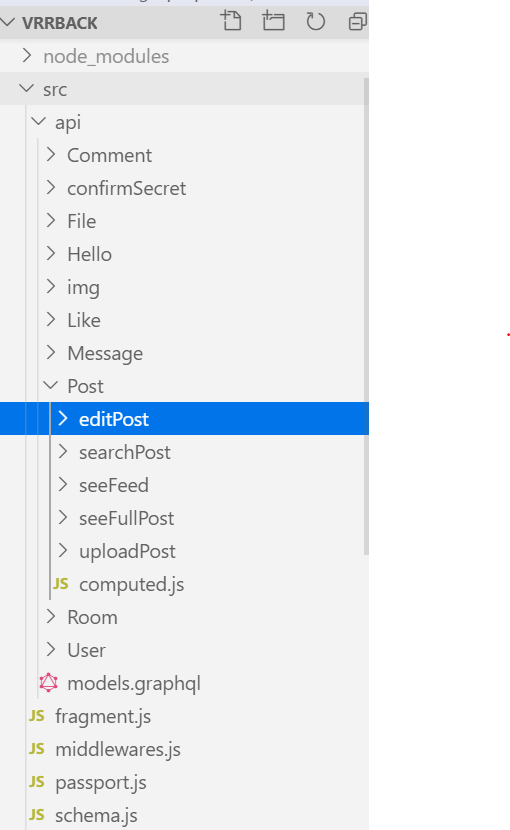 VRRBACK
node_modules
src
api
Comment
confirmSecret
File
Hello
img
Like
Message
Post
editPost
searchPost
seeFeed
seeFullPost
uploadPost
JS computed.js
Room
User
models.graphql
JS fragment.js
JS middlewares.js
JS passport.js
JS schema.js